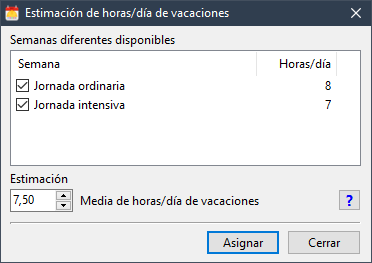 Estimación de horas/día de vacaciones
Semanas diferentes disponibles
Semana Horas/día
Jornada ordinaria 8
Jornada intensiva 7
Estimación
7,50 Media de horas/día de vacaciones ?
Asignar Cerrar